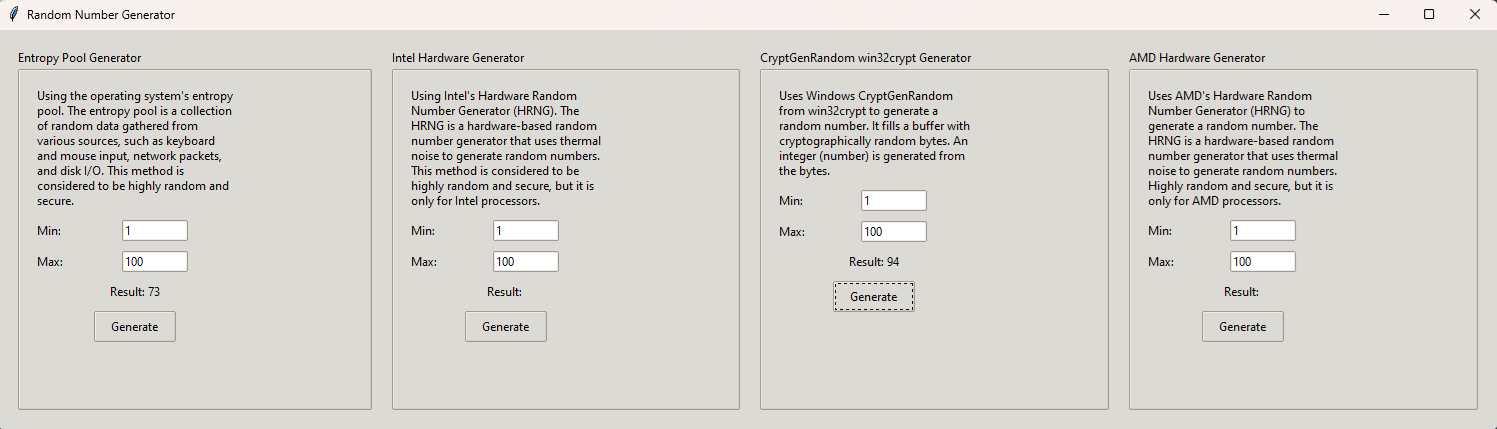 Random Number Generator
Entropy Pool Generator
Using the operating system's entropy
pool. The entropy pool is a collection
of random data gathered from
various sources, such as keyboard
and mouse input, network packets,
and disk I/O. This method is
considered to be highly random and
secure.
Min:
1
Max:
100
Result: 73
Generate
Intel Hardware Generator
Using Intel's Hardware Random
Number Generator (HRNG). The
HRNG is a hardware-based random
number generator that uses thermal
noise to generate random numbers.
This method is considered to be
highly random and secure, but it is
only for Intel processors.
Min:
1
Max:
100
Result:
Generate
CryptGenRandom win32crypt Generator
Uses Windows CryptGenRandom
from win32crypt to generate a
random number. It fills a buffer with
cryptographically random bytes. An
integer (number) is generated from
the bytes.
Min:
1
Max:
100
Result: 94
Generate
AMD Hardware Generator
Uses AMD's Hardware Random
Number Generator (HRNG) to
generate a random number. The
HRNG is a hardware-based random
number generator that uses thermal
noise to generate random numbers.
Highly random and secure, but it is
only for AMD processors.
Min:
1
Max:
100
Result:
Generate